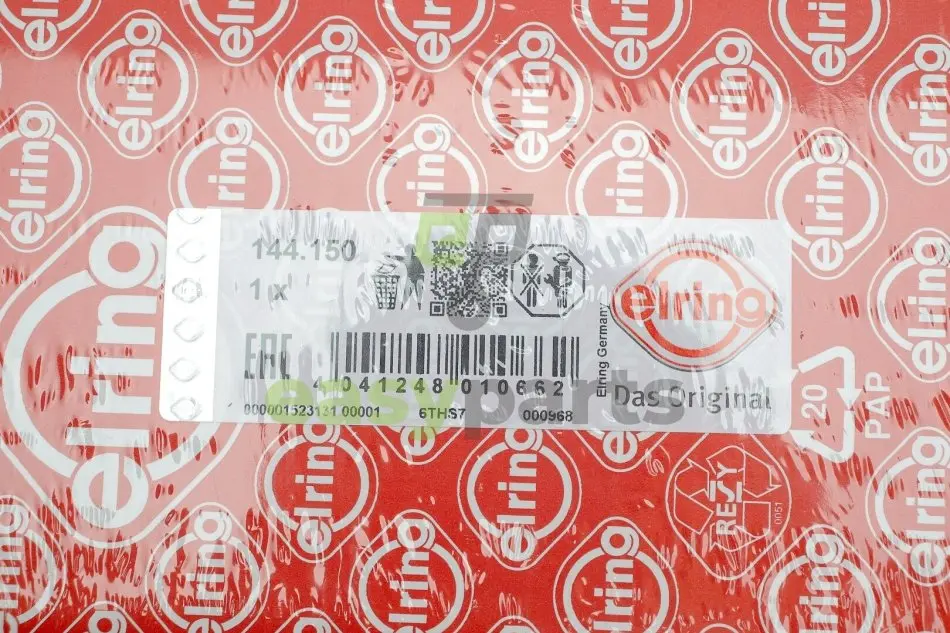 144.150
1 x
EAC
4 041248 010662
000001523131 00001 6THS7 000968
Elring Germany
elring
Das Original
easyparts
20
PAP
RESY
0051
elring